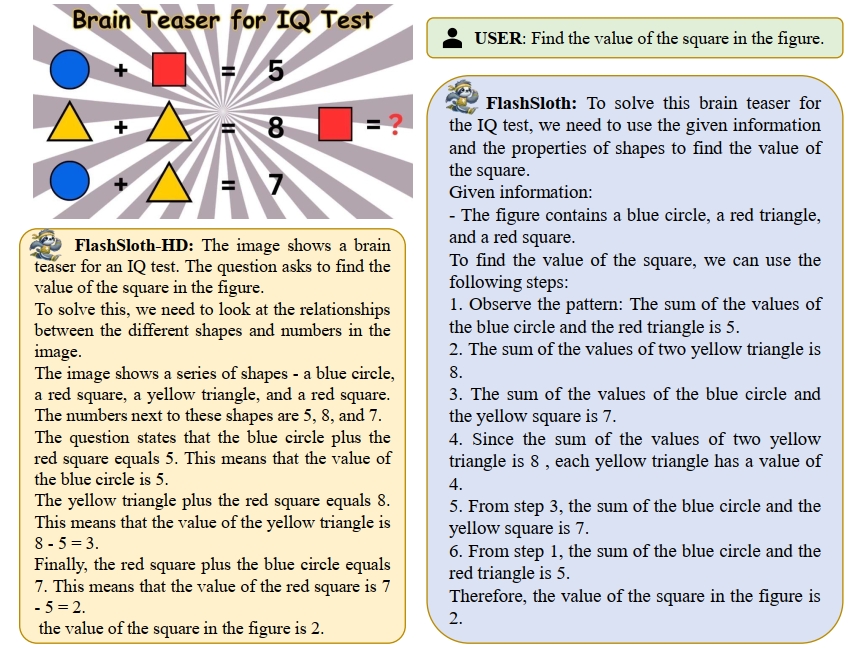 Brain Teaser for IQ Test
+ = 5
+ = 8 = ?
+ = 7
FlashSloth-HD: The image shows a brain
teaser for an IQ test. The question asks to find the
value of the square in the figure.
To solve this, we need to look at the relationships
between the different shapes and numbers in the
image.
The image shows a series of shapes - a blue circle,
a red square, a yellow triangle, and a red square.
The numbers next to these shapes are 5, 8, and 7.
The question states that the blue circle plus the
red square equals 5. This means that the value of
the blue circle is 5.
The yellow triangle plus the red square equals 8.
This means that the value of the yellow triangle is
8 - 5 = 3.
Finally, the red square plus the blue circle equals
7. This means that the value of the red square is 7
- 5 = 2.
the value of the square in the figure is 2.
USER: Find the value of the square in the figure.
FlashSloth: To solve this brain teaser for
the IQ test, we need to use the given information
and the properties of shapes to find the value of
the square.
Given information:
- The figure contains a blue circle, a red triangle,
and a red square.
To find the value of the square, we can use the
following steps:
1. Observe the pattern: The sum of the values of
the blue circle and the red triangle is 5.
2. The sum of the values of two yellow triangle is
8.
3. The sum of the values of the blue circle and
the yellow square is 7.
4. Since the sum of the values of two yellow
triangle is 8 , each yellow triangle has a value of
4.
5. From step 3, the sum of the blue circle and the
yellow square is 7.
6. From step 1, the sum of the blue circle and the
red triangle is 5.
Therefore, the value of the square in the figure is
2.